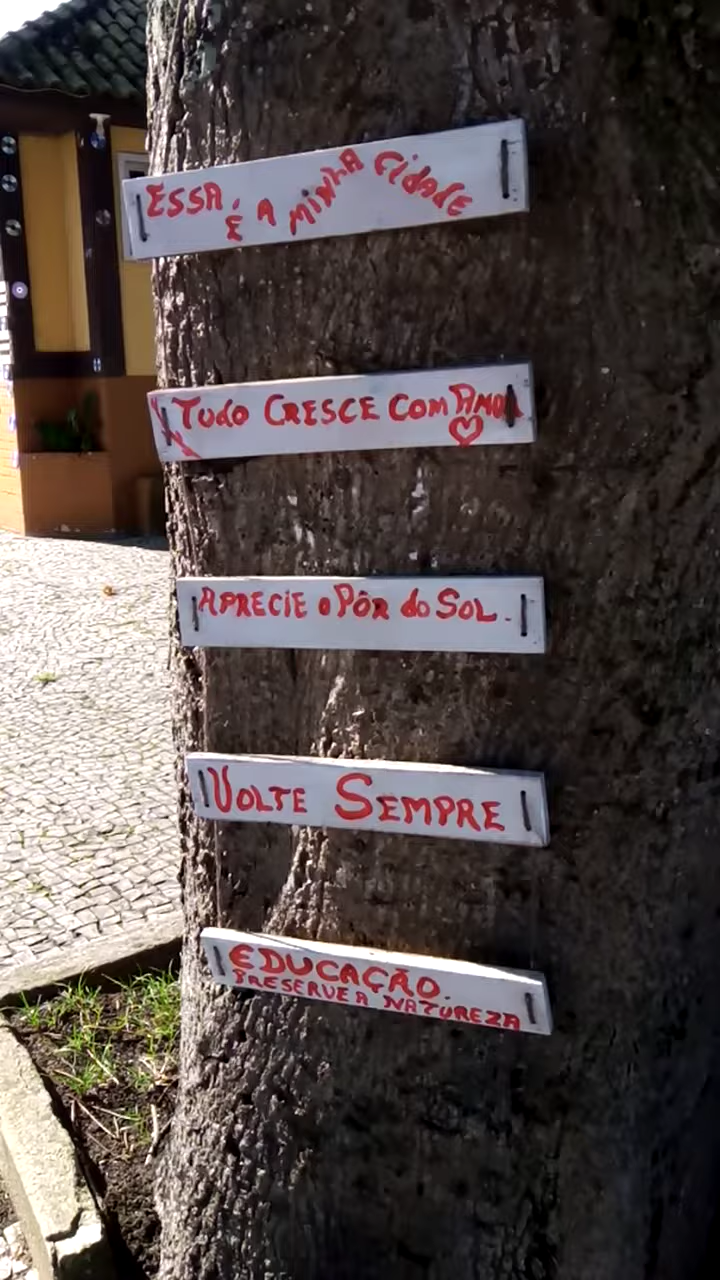 ESSA É A MINHA CIDADE
TUDO CRESCE COM AMOR
APRECIE O PÔR do SOL.
VOLTE SEMPRE
EDUCAÇÃO.
PRESERVE A NATUREZA